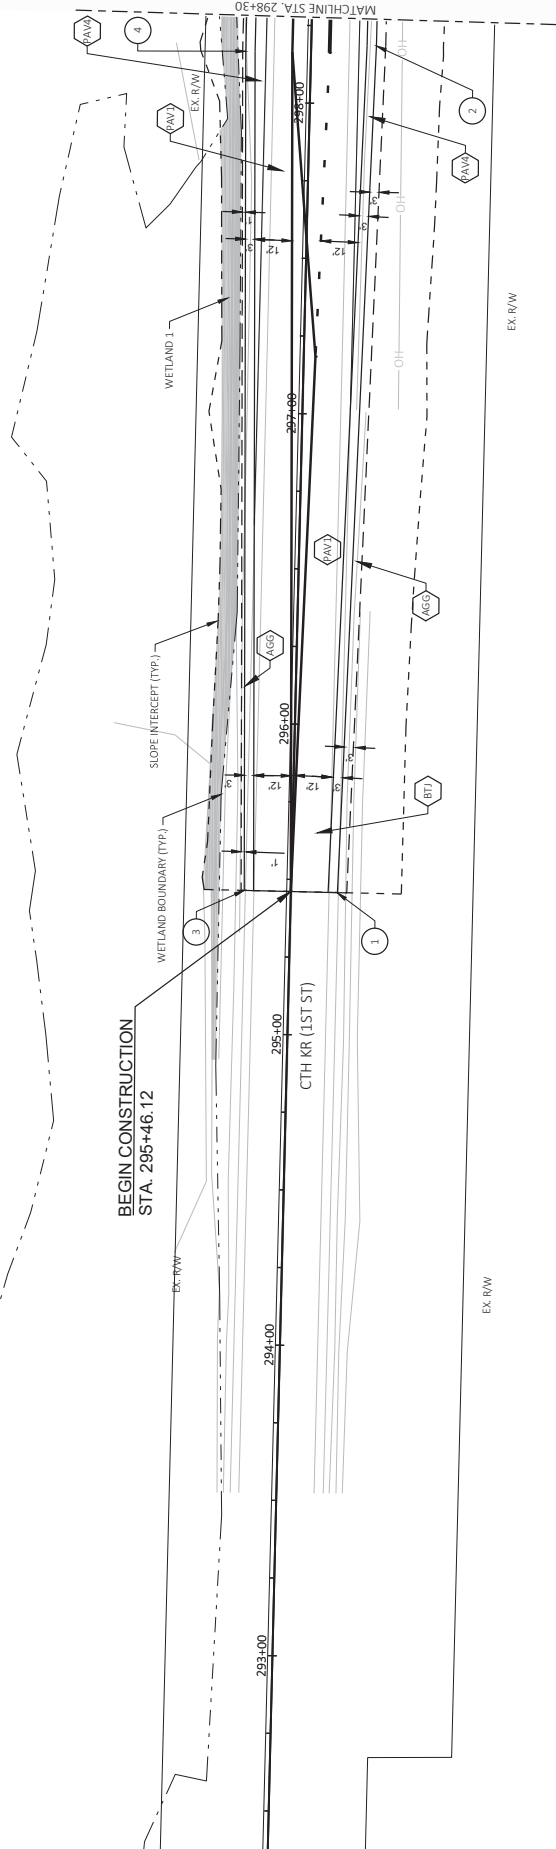 MATCHLINE STA. 298+30
PAV4
4
EX. R/W
PAV1
298+00
OH
2
PAV4
3'
1'
OH
3'
3'
12'
12'
EX. R/W
WETLAND 1
OH
297+00
PAV1
AGG
SLOPE INTERCEPT (TYP.)
AGG
296+00
3'
3'
12'
12'
3'
BTJ
WETLAND BOUNDARY (TYP.)
1'
3
1
BEGIN CONSTRUCTION
STA. 295+46.12
295+00
CTH KR (1ST ST)
EX. R/W
EX. R/W
294+00
293+00